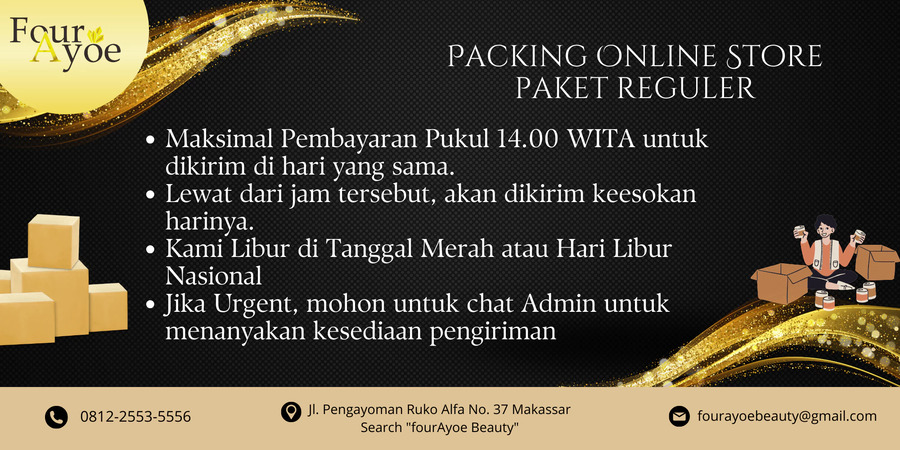 Four
Ayoe
Packing Online Store
Paket Reguler
• Maksimal Pembayaran Pukul 14.00 WITA untuk
dikirim di hari yang sama.
• Lewat dari jam tersebut, akan dikirim keesokan
harinya.
• Kami Libur di Tanggal Merah atau Hari Libur
Nasional
• Jika Urgent, mohon untuk chat Admin untuk
menanyakan kesediaan pengiriman
0812-2553-5556
Jl. Pengayoman Ruko Alfa No. 37 Makassar
Search "fourAyoe Beauty"
fourayoebeauty@gmail.com